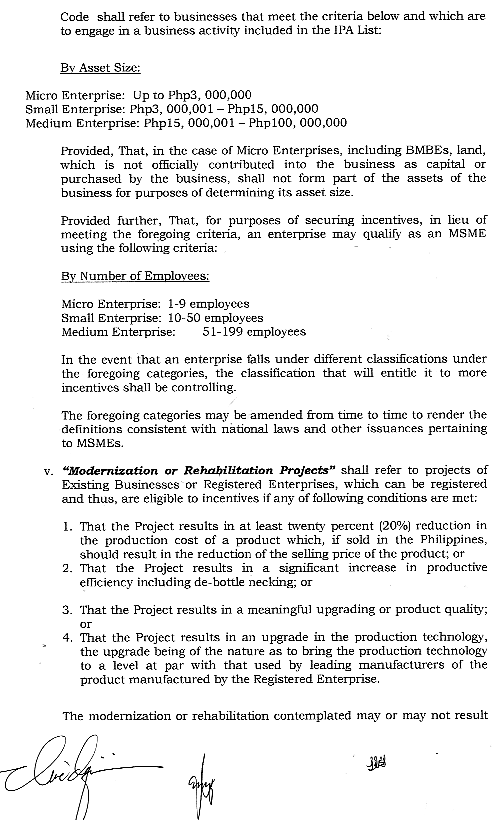 Code shall refer to businesses that meet the criteria below and which are
to engage in a business activity included in the IPA List:
By Asset Size:
Micro Enterprise: Up to Php3, 000,000
Small Enterprise: Php3, 000,001 – Php15, 000,000
Medium Enterprise: Php15, 000,001 – Php100, 000,000
Provided, That, in the case of Micro Enterprises, including BMBEs, land,
which is not officially contributed into the business as capital or
purchased by the business, shall not form part of the assets of the
business for purposes of determining its asset size.
Provided further, That, for purposes of securing incentives, in lieu of
meeting the foregoing criteria, an enterprise may qualify as an MSME
using the following criteria:
By Number of Employees:
Micro Enterprise: 1-9 employees
Small Enterprise: 10-50 employees
Medium Enterprise: 51-199 employees
In the event that an enterprise falls under different classifications under
the foregoing categories, the classification that will entitle it to more
incentives shall be controlling.
The foregoing categories may be amended from time to time to render the
definitions consistent with national laws and other issuances pertaining
to MSMEs.
v. "Modernization or Rehabilitation Projects" shall refer to projects of
Existing Businesses or Registered Enterprises, which can be registered
and thus, are eligible to incentives if any of following conditions are met:
1. That the Project results in at least twenty percent (20%) reduction in
the production cost of a product which, if sold in the Philippines,
should result in the reduction of the selling price of the product; or
2. That the Project results in a significant increase in productive
efficiency including de-bottle necking; or
3. That the Project results in a meaningful upgrading or product quality;
or
4. That the Project results in an upgrade in the production technology,
the upgrade being of the nature as to bring the production technology
to a level at par with that used by leading manufacturers of the
product manufactured by the Registered Enterprise.
The modernization or rehabilitation contemplated may or may not result